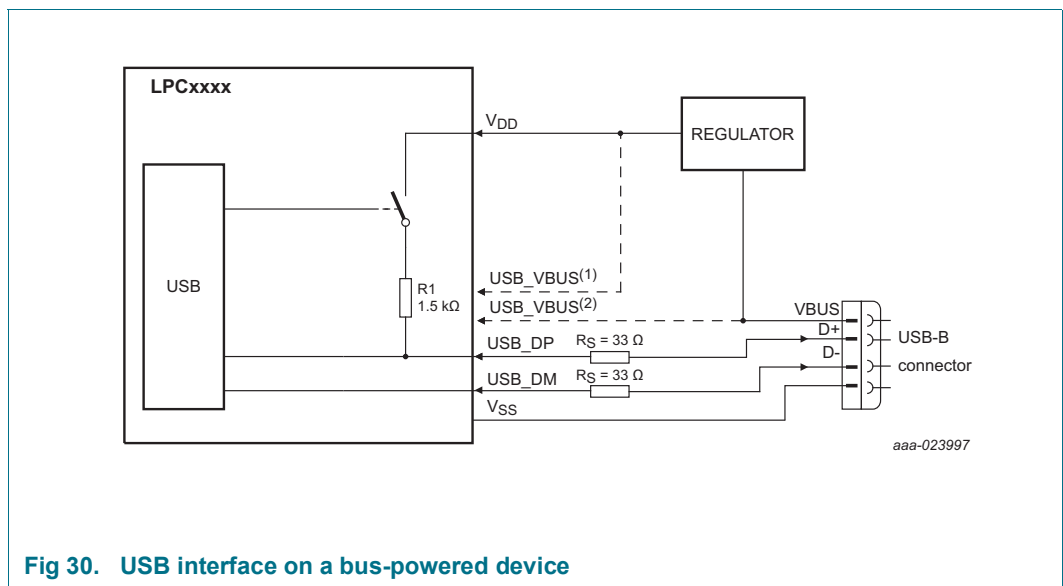 LPCxxxx
VDD
REGULATOR
USB
R1
1.5 kΩ
USB_VBUS(1)
USB_VBUS(2)
VBUS
D+
USB-B
USB_DP
RS = 33 Ω
D-
connector
USB_DM
RS = 33 Ω
VSS
aaa-023997
Fig 30. USB interface on a bus-powered device